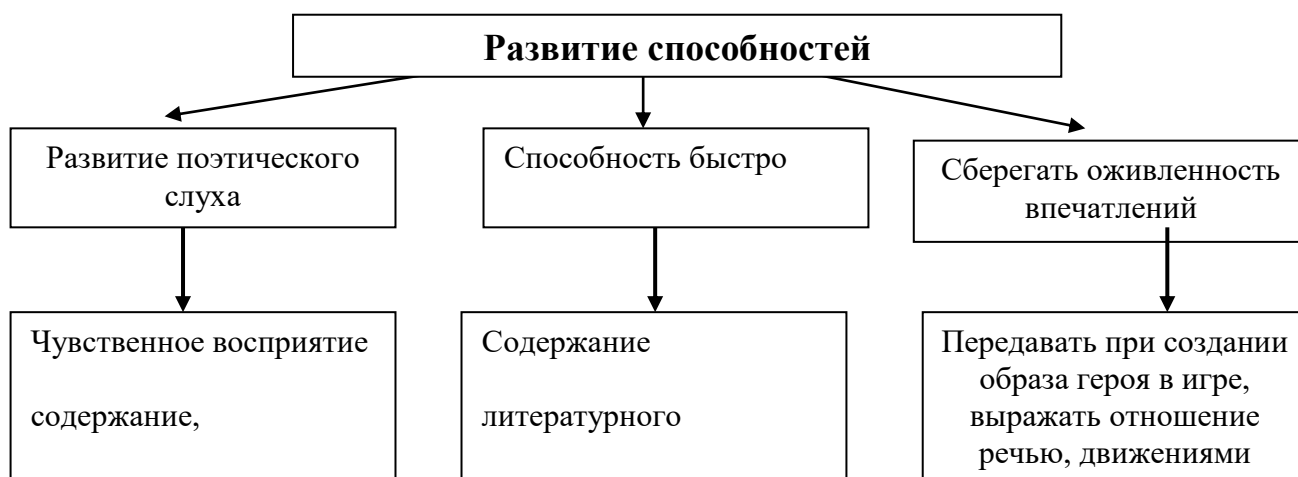 Развитие способностей
Развитие поэтического
слуха
Способность быстро
Сберегать оживленность
впечатлений
Чувственное восприятие
содержание,
Содержание
литературного
Передавать при создании
образа героя в игре,
выражать отношение
речью, движениями